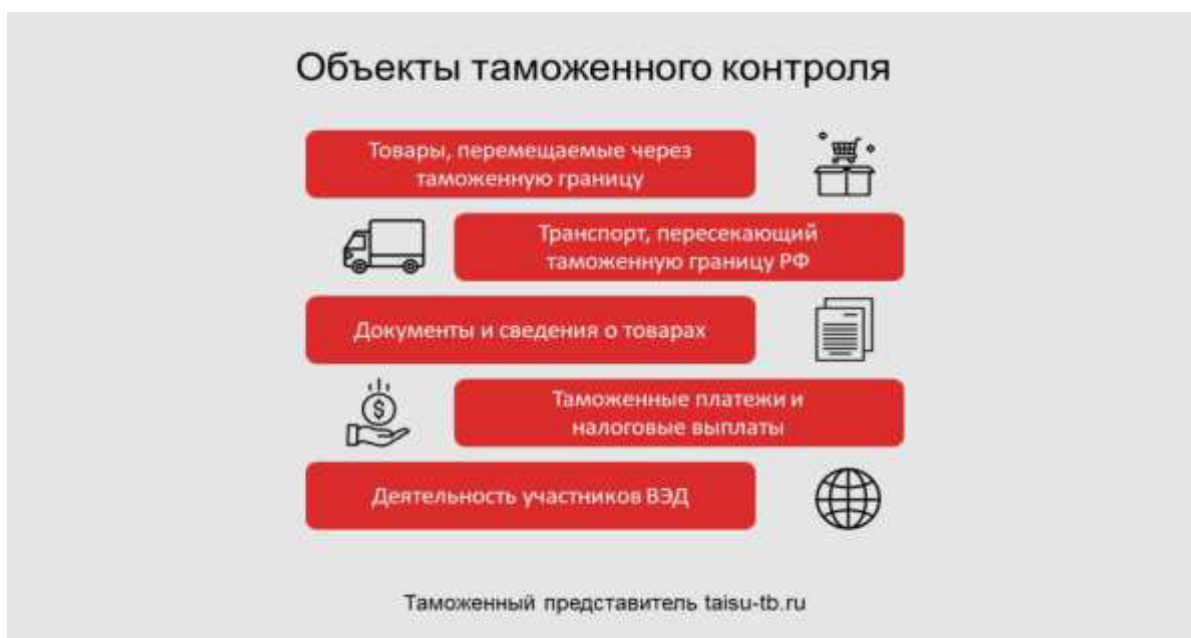 Объекты таможенного контроля
Товары, перемещаемые через
таможенную границу
Транспорт, пересекающий
таможенную границу РФ
Документы и сведения о товарах
Таможенные платежи и
налоговые выплаты
Деятельность участников ВЭД
Таможенный представитель taisu-tb.ru